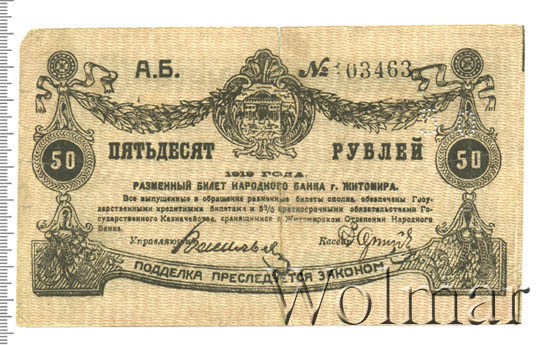 А.Б. № 03463
50 ПЯТЬДЕСЯТ РУБЛЕЙ 50
1919 ГОДА.
РАЗМЕННЫЙ БИЛЕТ НАРОДНОГО БАНКА г. ЖИТОМИРА.
Все выпущенные в обращение разменные билеты сполна, обеспечены Госу-
дарственными кредитными билетами и 5% краткосрочными обязательствами Го-
сударственного Казначейства, хранящимися в Житомирском Отделении Народного
Банка.
Управляющий Кассир
ПОДДЕЛКА ПРЕСЛЕДУЕТСЯ ЗАКОНОМ
Wolmar